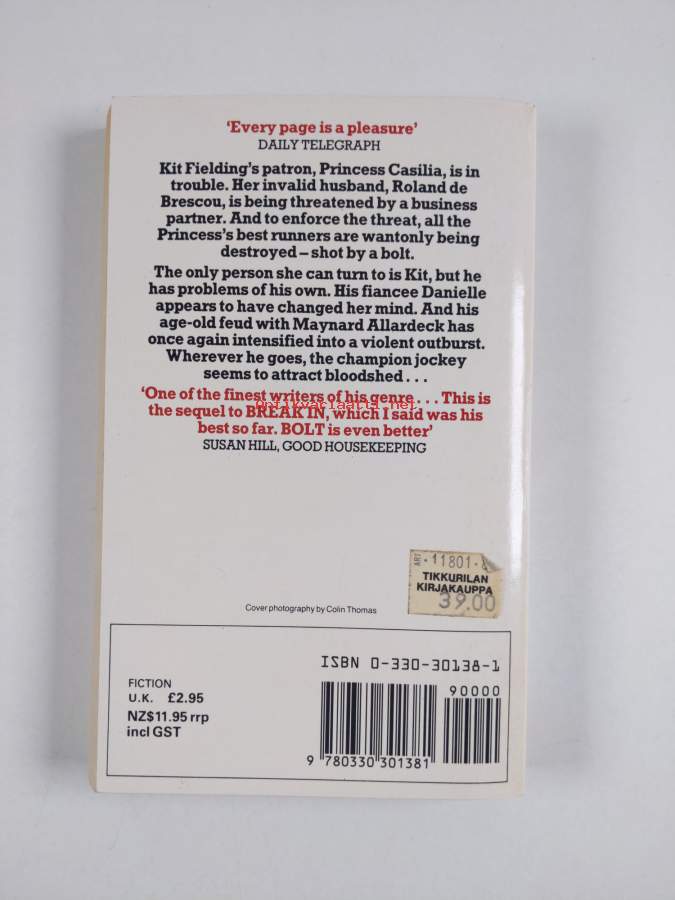 ‘Every page is a pleasure’
DAILY TELEGRAPH
Kit Fielding’s patron, Princess Casilia, is in
trouble. Her invalid husband, Roland de
Brescou, is being threatened by a business
partner. And to enforce the threat, all the
Princess’s best runners are wantonly being
destroyed – shot by a bolt.
The only person she can turn to is Kit, but he
has problems of his own. His fiancee Danielle
appears to have changed her mind. And his
age-old feud with Maynard Allardeck has
once again intensified into a violent outburst.
Wherever he goes, the champion jockey
seems to attract bloodshed . . .
‘One of the finest writers of his genre . . . This is
the sequel to BREAK IN, which I said was his
best so far. BOLT is even better’
SUSAN HILL, GOOD HOUSEKEEPING
ART
11801
TIKKURILAN
KIRJAKAUPPA
39.00
Cover photography by Colin Thomas
ISBN 0-330-30138-1
FICTION
U.K. £2.95
NZ$11.95 rrp
incl GST
90000
9 780330 301381